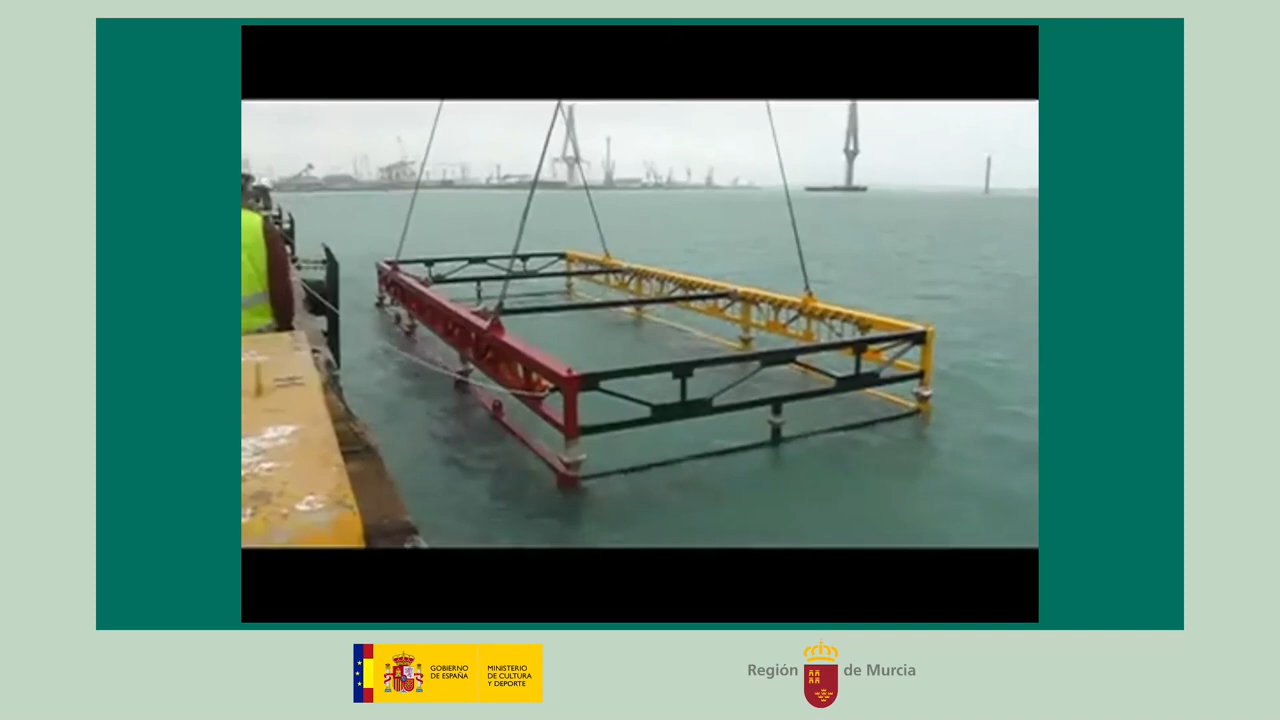 GOBIERNO
DE ESPAÑA
MINISTERIO
DE CULTURA
Y DEPORTE
Región de Murcia